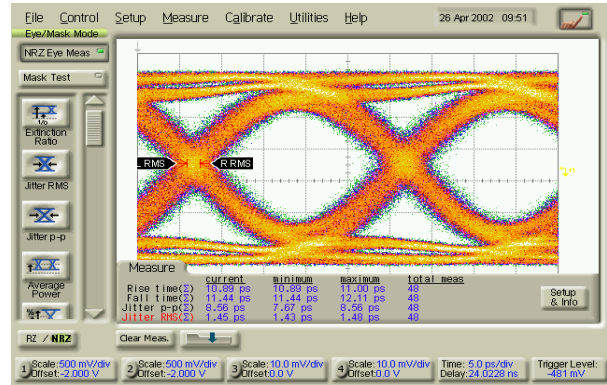 File Control Setup Measure Calibrate Utilities Help 26 Apr 2002 09:51
Eye/Mask Mode
NRZ Eye Meas
Mask Test
Extinction
Ratio
Jitter RMS
Jitter p-p
Average
Power
RZ / NRZ
L RMS R RMS
Measure
current minimum maximum total meas
Rise time(Σ) 10.89 ps 10.89 ps 11.00 ps 48
Fall time(Σ) 11.44 ps 11.44 ps 12.11 ps 48
Jitter p-p(Σ) 8.56 ps 7.67 ps 8.56 ps 48
Jitter RMS(Σ) 1.45 ps 1.43 ps 1.48 ps 48
Setup
& Info
Clear Meas.
1 Scale:500 mV/div
Offset:-2.000 V
2 Scale:500 mV/div
Offset:-2.000 V
3 Scale:10.0 mV/div
Offset:0.0 V
4 Scale:10.0 mV/div
Offset:0.0 V
Time: 5.0 ps/div
Delay:24.0228 ns
Trigger Level:
-481 mV